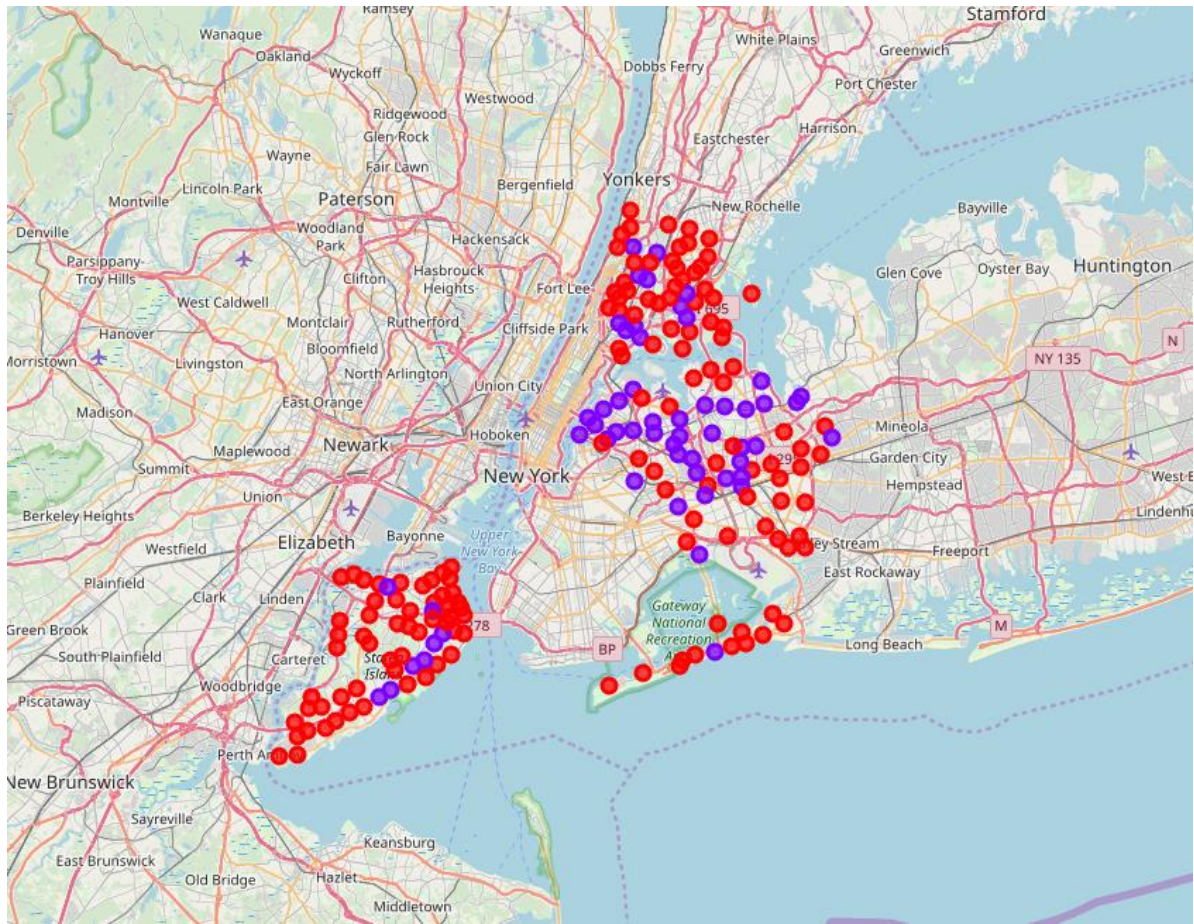 Ramsey
Stamford
Wanaque
White Plains
Greenwich
Oakland
Dobbs Ferry
Wyckoff
Port Chester
Westwood
Ridgewood
Glen Rock
Harrison
Eastchester
Wayne
Fair Lawn
Lincoln Park
Bergenfield
Yonkers
Montville
Paterson
New Rochelle
Bayville
Denville
Woodland
Park
Hackensack
Parsippany-
Troy Hills
Clifton
Hasbrouck
Heights
Glen Cove
Oyster Bay
Huntington
Fort Lee
West Caldwell
695
Hanover
Montclair
Rutherford
Cliffside Park
N
Morristown
Livingston
Bloomfield
NY 135
North Arlington
Union City
Madison
East Orange
Maplewood
Newark
Hoboken
Mineola
Summit
Garden City
New York
Hempstead
West B
Union
Berkeley Heights
Lindenh
Upper
New York
Bay
Bayonne
Elizabeth
Westfield
ley Stream
Freeport
Plainfield
Linden
East Rockaway
Clark
Gateway
National
Recreation
Green Brook
278
M
South Plainfield
Carteret
BP
Long Beach
Island
Woodbridge
Piscataway
Perth Am
New Brunswick
Sayreville
Keansburg
East Brunswick
Old Bridge
Hazlet
Middletown